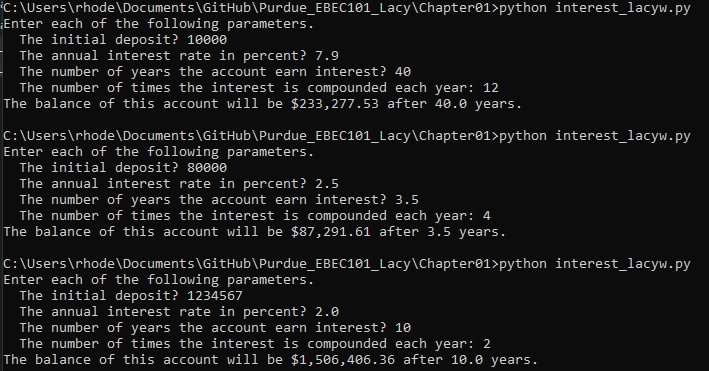 C:\Users\rhode\Documents\GitHub\Purdue_EBEC101_Lacy\Chapter01>python interest_lacyw.py
Enter each of the following parameters.
  The initial deposit? 10000
  The annual interest rate in percent? 7.9
  The number of years the account earn interest? 40
  The number of times the interest is compounded each year: 12
The balance of this account will be $233,277.53 after 40.0 years.
C:\Users\rhode\Documents\GitHub\Purdue_EBEC101_Lacy\Chapter01>python interest_lacyw.py
Enter each of the following parameters.
  The initial deposit? 80000
  The annual interest rate in percent? 2.5
  The number of years the account earn interest? 3.5
  The number of times the interest is compounded each year: 4
The balance of this account will be $87,291.61 after 3.5 years.
C:\Users\rhode\Documents\GitHub\Purdue_EBEC101_Lacy\Chapter01>python interest_lacyw.py
Enter each of the following parameters.
  The initial deposit? 1234567
  The annual interest rate in percent? 2.0
  The number of years the account earn interest? 10
  The number of times the interest is compounded each year: 2
The balance of this account will be $1,506,406.36 after 10.0 years.